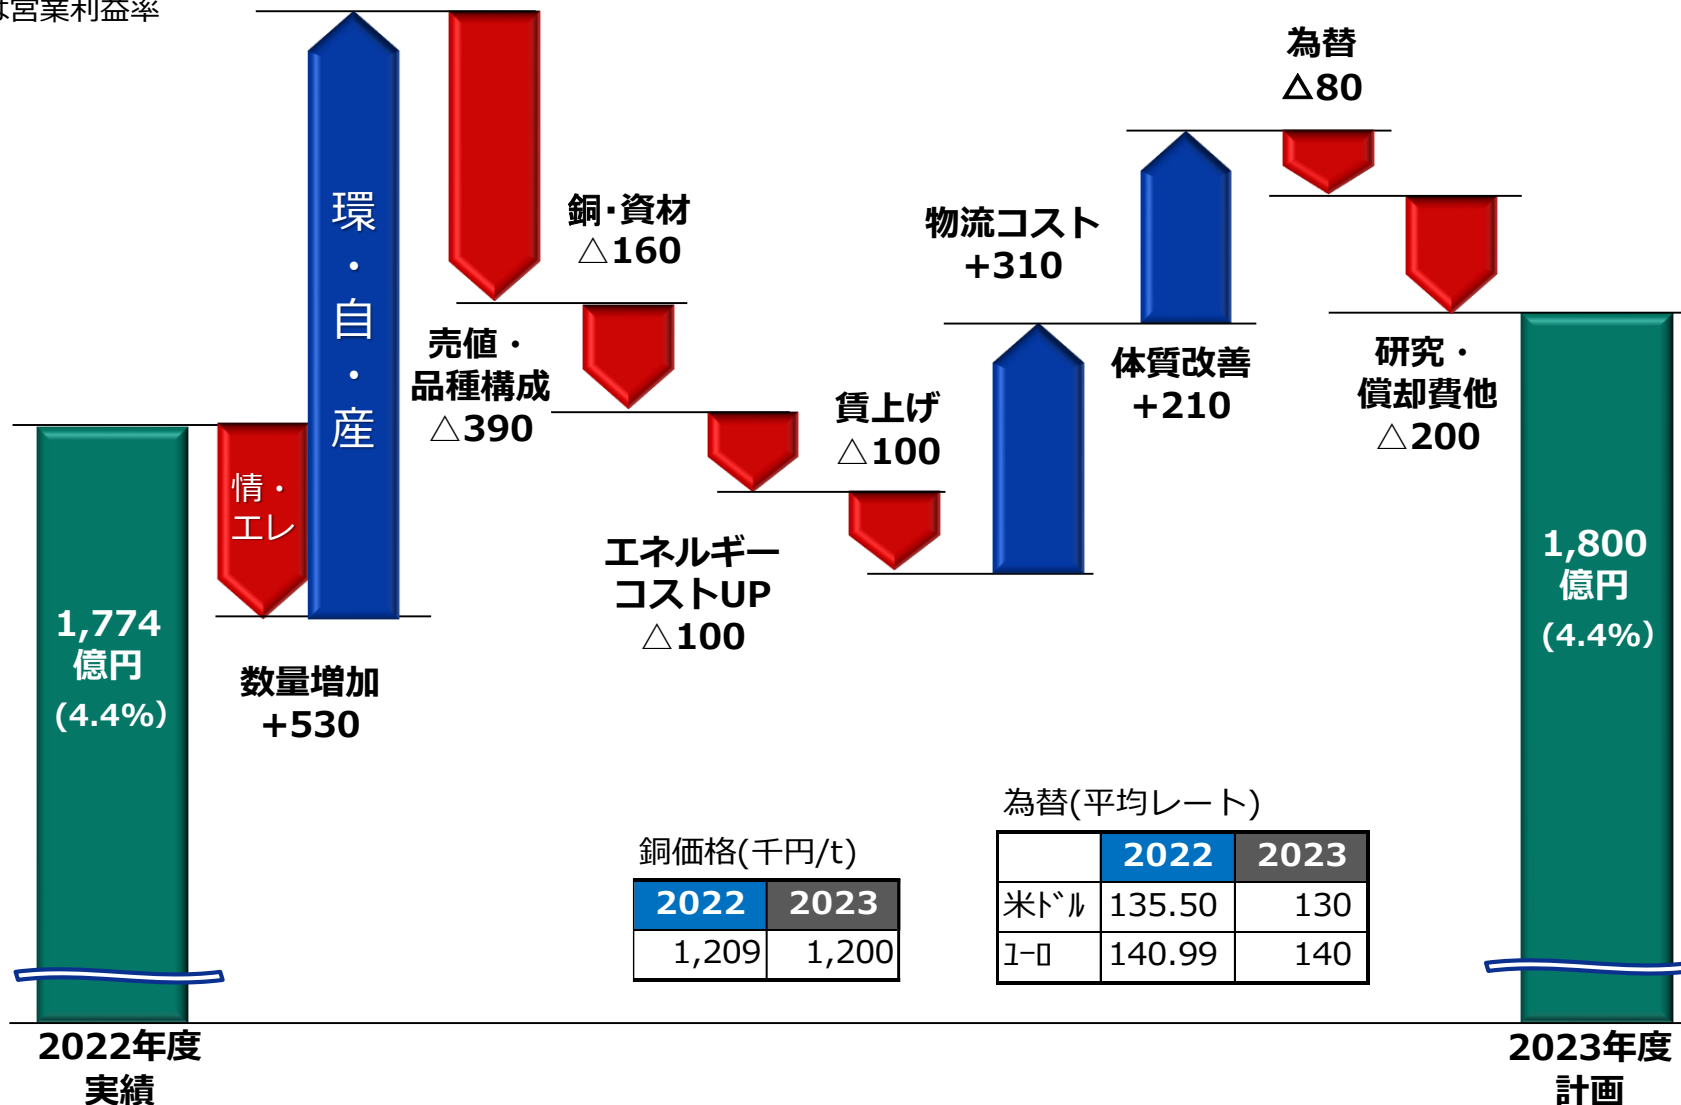 は営業利益率
環・自・産
情・
エレ
数量増加
+530
売値・
品種構成
△390
銅・資材
△160
エネルギー
コストUP
△100
賃上げ
△100
物流コスト
+310
体質改善
+210
為替
△80
研究・
償却費他
△200
1,774
億円
(4.4%)
1,800
億円
(4.4%)
銅価格(千円/t)
2022 2023
1,209 1,200
為替(平均レート)
2022 2023
米ﾄﾞﾙ 135.50 130
ﾕｰﾛ 140.99 140
2022年度
実績
2023年度
計画